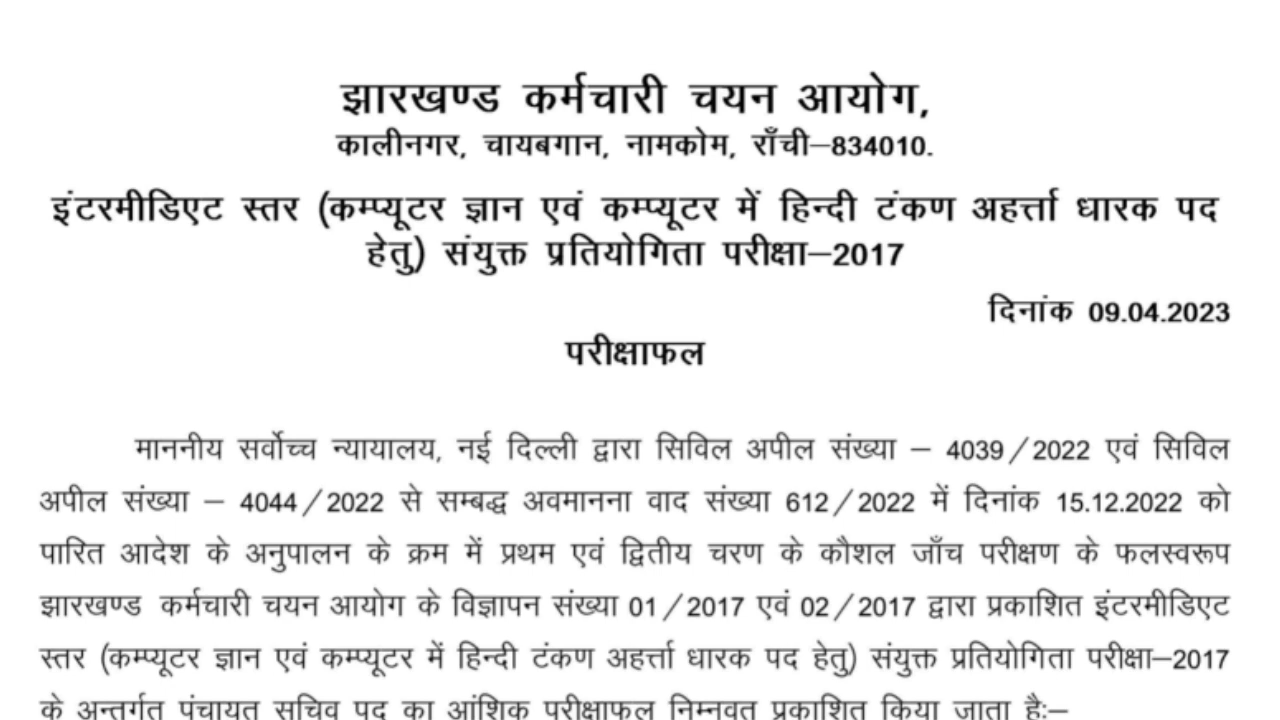 झारखण्ड कर्मचारी चयन आयोग,
कालीनगर, चायबगान, नामकोम, राँची–834010.
इंटरमीडिएट स्तर (कम्प्यूटर ज्ञान एवं कम्प्यूटर में हिन्दी टंकण अहर्त्ता धारक पद
हेतु) संयुक्त प्रतियोगिता परीक्षा–2017
दिनांक 09.04.2023
परीक्षाफल
माननीय सर्वोच्च न्यायालय, नई दिल्ली द्वारा सिविल अपील संख्या – 4039/2022 एवं सिविल
अपील संख्या – 4044/2022 से सम्बद्ध अवमानना वाद संख्या 612/2022 में दिनांक 15.12.2022 को
पारित आदेश के अनुपालन के क्रम में प्रथम एवं द्वितीय चरण के कौशल जाँच परीक्षण के फलस्वरूप
झारखण्ड कर्मचारी चयन आयोग के विज्ञापन संख्या 01/2017 एवं 02/2017 द्वारा प्रकाशित इंटरमीडिएट
स्तर (कम्प्यूटर ज्ञान एवं कम्प्यूटर में हिन्दी टंकण अहर्त्ता धारक पद हेतु) संयुक्त प्रतियोगिता परीक्षा–2017
के अन्तर्गत पंचायत सचिव पद का आंशिक परीक्षाफल निम्नवत प्रकाशित किया जाता है:–